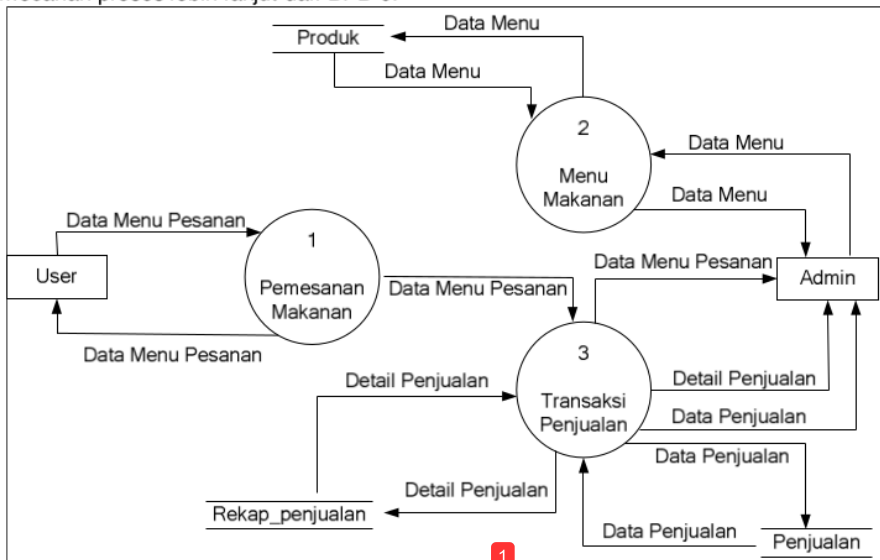 Data Menu
Produk
Data Menu
2
Menu
Makanan
Data Menu
Data Menu
Data Menu Pesanan
1
Pemesanan
Makanan
User
Data Menu Pesanan
Data Menu Pesanan
Data Menu Pesanan
Admin
3
Transaksi
Penjualan
Detail Penjualan
Detail Penjualan
Data Penjualan
Data Penjualan
Detail Penjualan
Rekap_penjualan
Data Penjualan
Penjualan
1